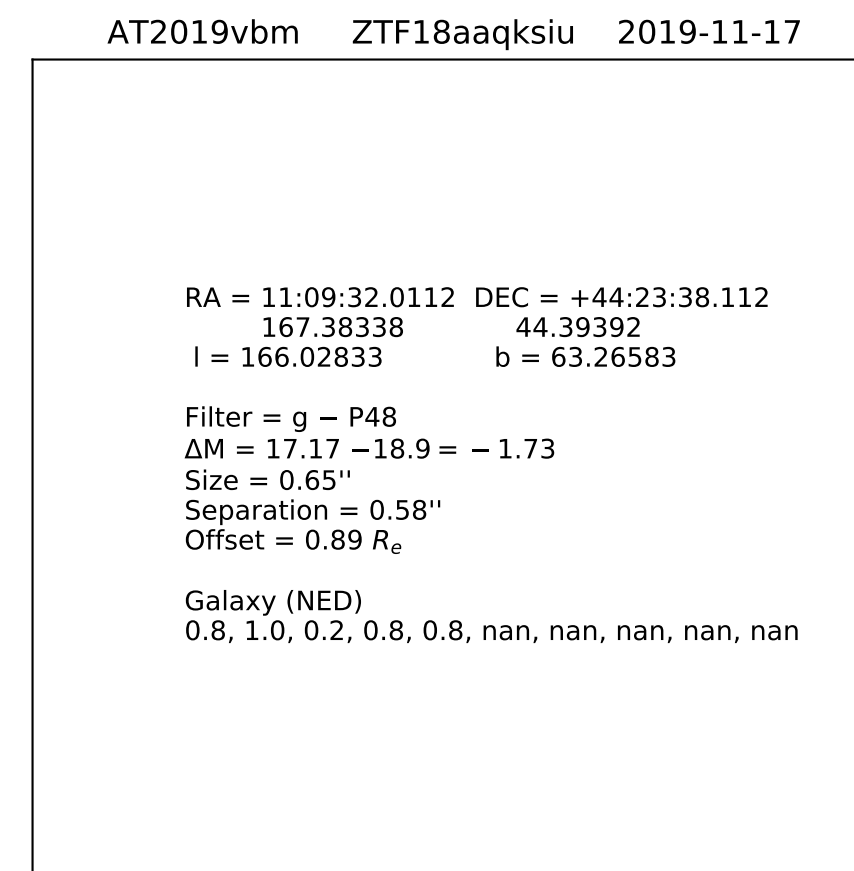 AT2019vbm ZTF18aaqksiu 2019-11-17
RA = 11:09:32.0112 DEC = +44:23:38.112
167.38338 44.39392
l = 166.02833 b = 63.26583
Filter = g − P48
ΔM = 17.17 −18.9 = − 1.73
Size = 0.65''
Separation = 0.58''
Offset = 0.89 Re
Galaxy (NED)
0.8, 1.0, 0.2, 0.8, 0.8, nan, nan, nan, nan, nan